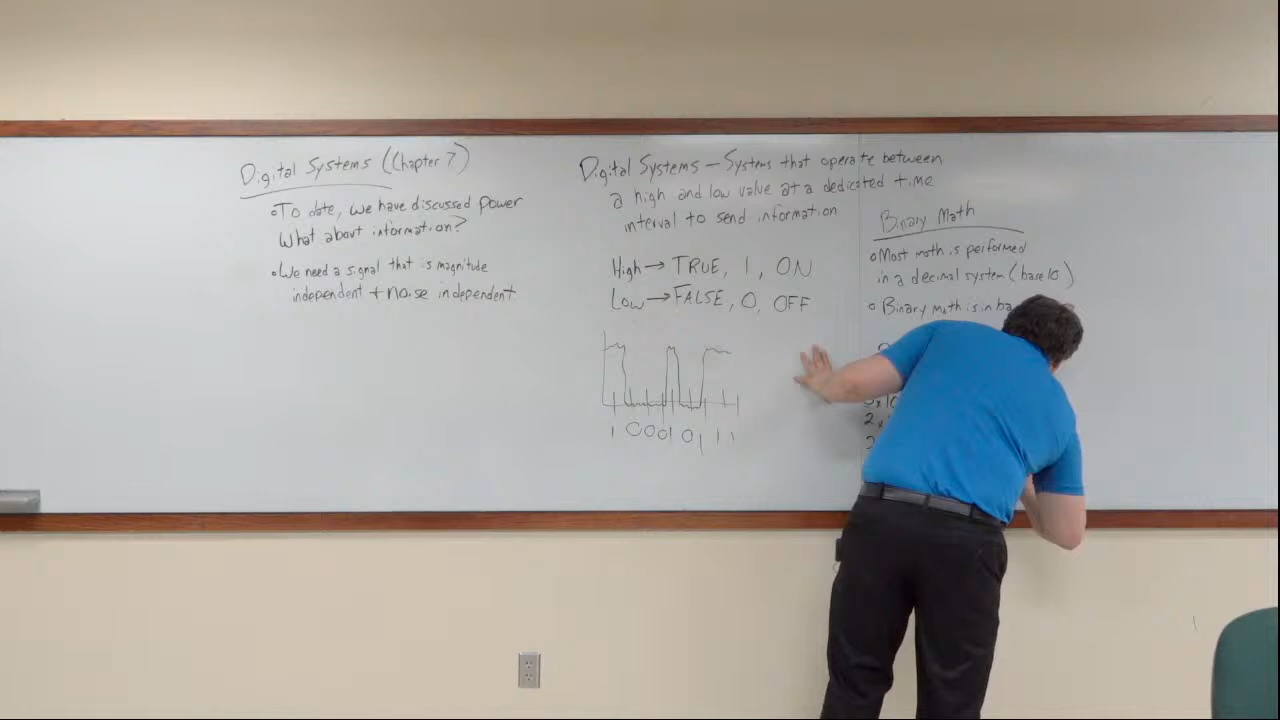 Digital Systems (Chapter 7)
• To date, we have discussed power
What about information?
• We need a signal that is magnitude
independent + noise independent
Digital Systems – Systems that operate between
a high and low value at a dedicated time
interval to send information
High → TRUE, 1, ON
Low → FALSE, 0, OFF
1 0 0 0 1 0 1 1 1
Binary Math
• Most math is performed
in a decimal system (base 10)
• Binary math is in